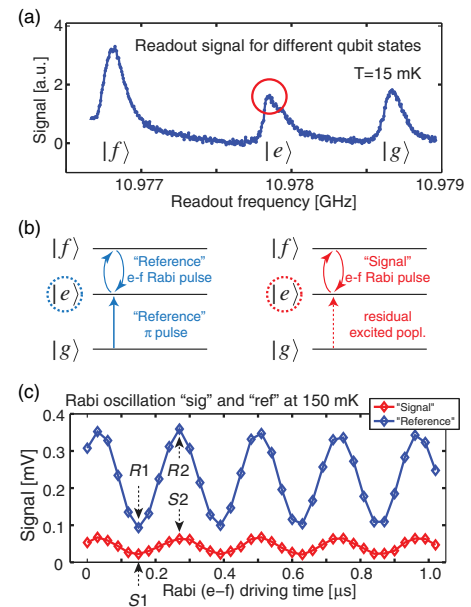 (a)
Readout signal for different qubit states
T=15 mK
4
2
0
Signal [a.u.]
|f⟩
|e⟩
|g⟩
10.977
10.978
10.979
Readout frequency [GHz]
(b)
|f⟩
"Reference"
e-f Rabi pulse
|e⟩
"Reference"
π pulse
|g⟩
|f⟩
"Signal"
e-f Rabi pulse
|e⟩
residual
excited popl.
|g⟩
(c)
Rabi oscillation "sig" and "ref" at 150 mK
"Signal"
"Reference"
0.4
0.3
0.2
0.1
0
Signal [mV]
R1
R2
S2
0
0.2
0.4
0.6
0.8
1.0
S1
Rabi (e−f) driving time [μs]